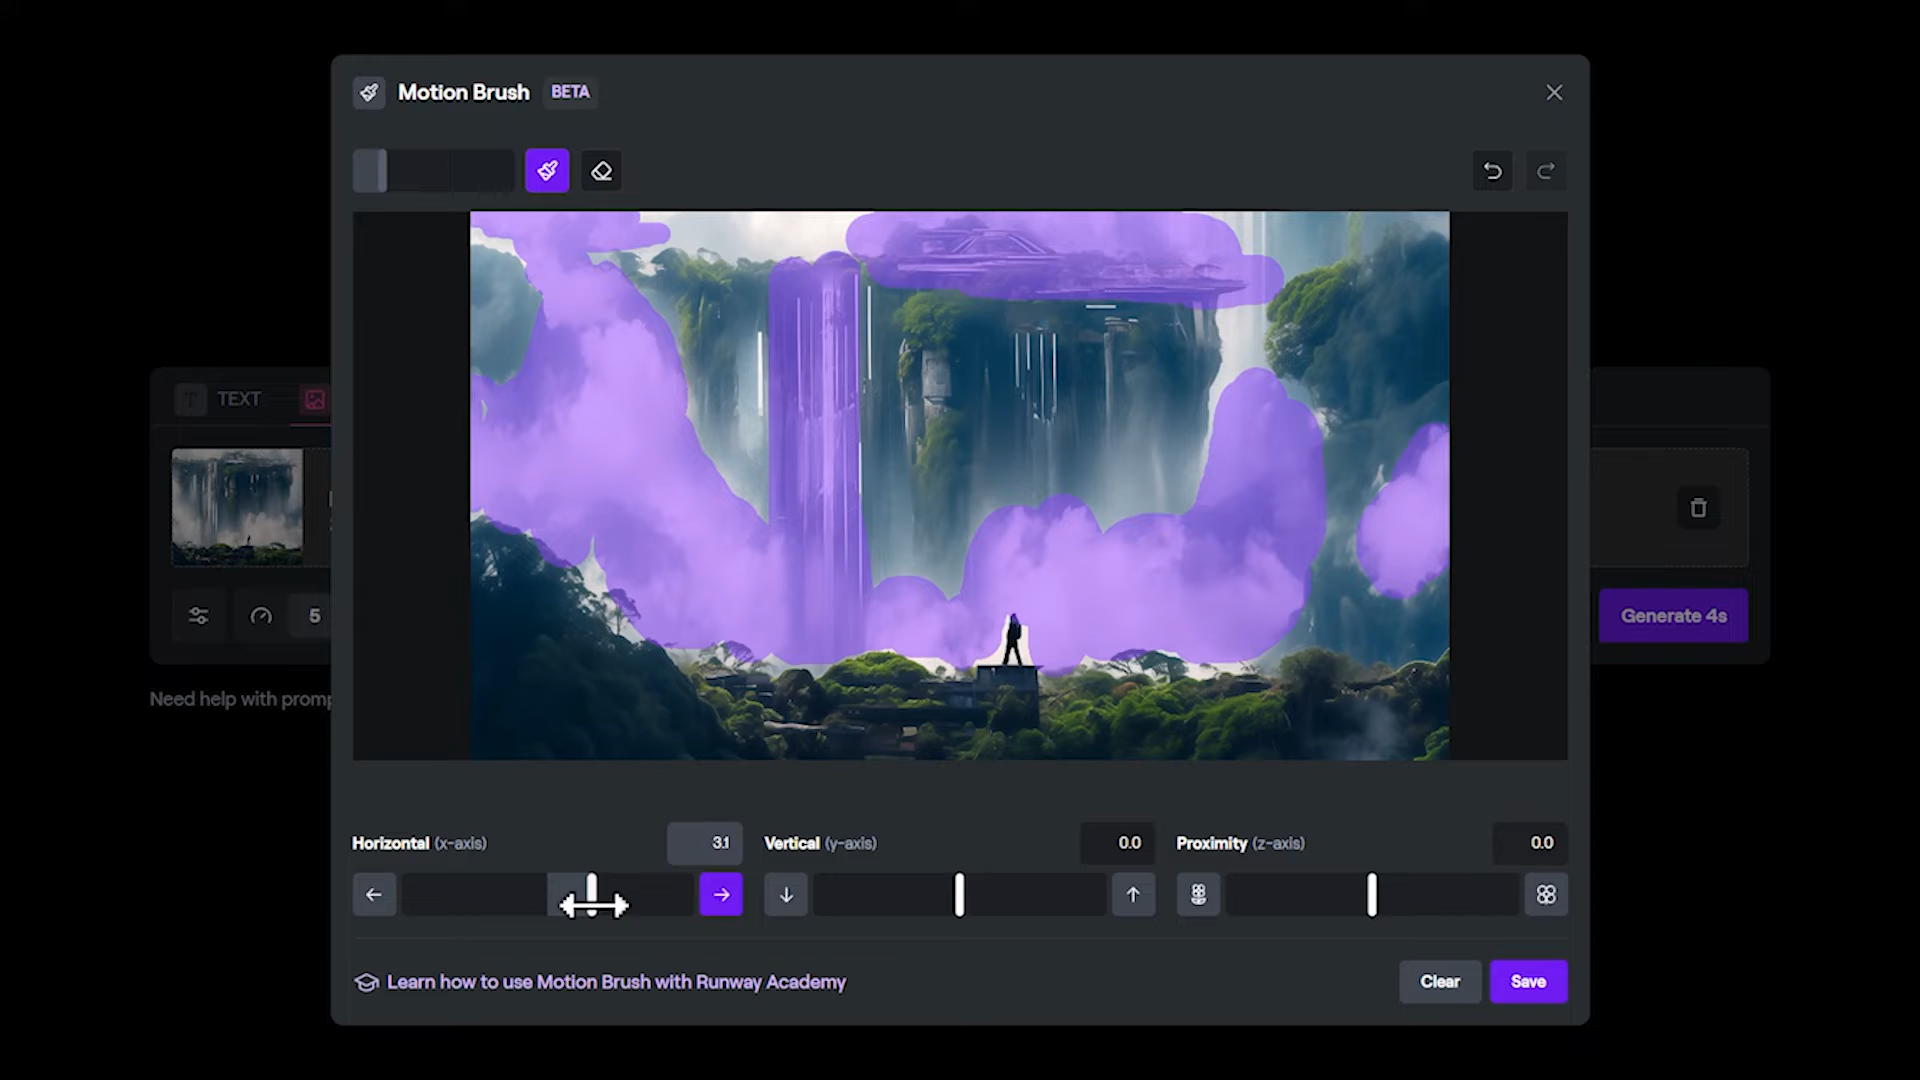 Motion Brush BETA
T TEXT
5
Generate 4s
Need help with promp
Horizontal (x-axis) 3.1 Vertical (y-axis) 0.0 Proximity (z-axis) 0.0
Learn how to use Motion Brush with Runway Academy Clear Save